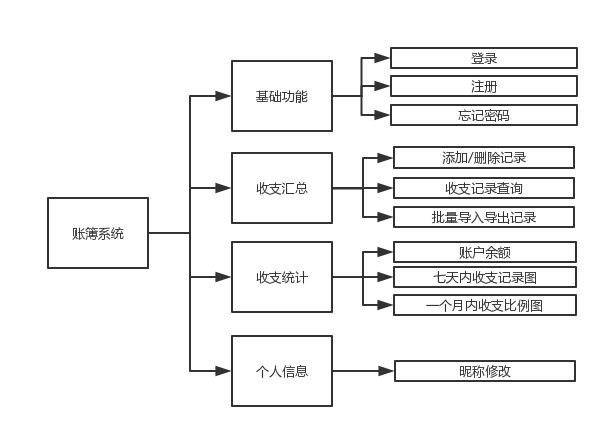 账簿系统
基础功能
登录
注册
忘记密码
收支汇总
添加/删除记录
收支记录查询
批量导入导出记录
收支统计
账户余额
七天内收支记录图
一个月内收支比例图
个人信息
昵称修改